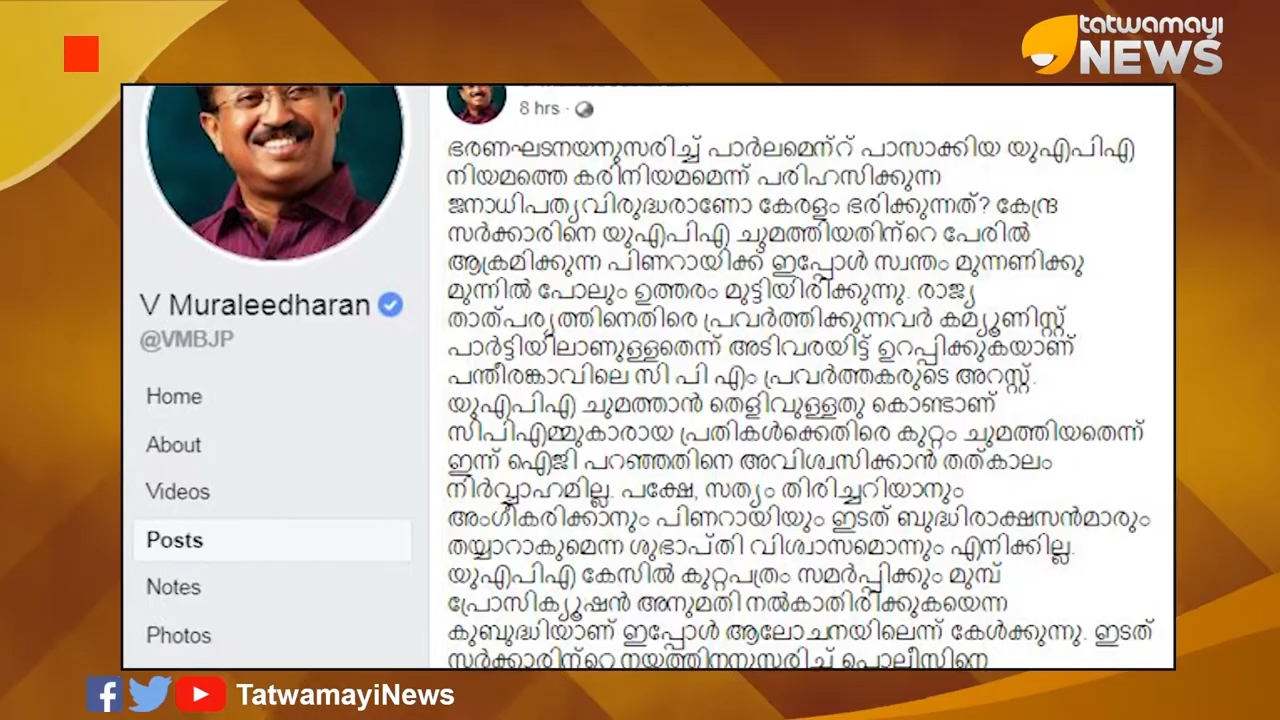 tatwamayi
NEWS
8 hrs ·
ഭരണഘടനയനുസരിച്ച് പാർലമെന്റ് പാസാക്കിയ യുഎപിഎ
നിയമത്തെ കരിനിയമമെന്ന് പരിഹസിക്കുന്ന
ജനാധിപത്യവിരുദ്ധരാണോ കേരളം ഭരിക്കുന്നത്? കേന്ദ്ര
സർക്കാരിനെ യുഎപിഎ ചുമത്തിയതിന്റെ പേരിൽ
ആക്രമിക്കുന്ന പിണറായിക്ക് ഇപ്പോൾ സ്വന്തം മുന്നണിക്കു
മുന്നിൽ പോലും ഉത്തരം മുട്ടിയിരിക്കുന്നു. രാജ്യ
താത്പര്യത്തിനെതിരെ പ്രവർത്തിക്കുന്നവർ കമ്യൂണിസ്റ്റ്
പാർട്ടിയിലാണുള്ളതെന്ന് അടിവരയിട്ട് ഉറപ്പിക്കുകയാണ്
പന്തീരങ്കാവിലെ സി പി എം പ്രവർത്തകരുടെ അറസ്റ്റ്.
യുഎപിഎ ചുമത്താൻ തെളിവുള്ളതു കൊണ്ടാണ്
സിപിഎമ്മുകാരായ പ്രതികൾക്കെതിരെ കുറ്റം ചുമത്തിയതെന്ന്
ഇന്ന് ഐജി പറഞ്ഞതിനെ അവിശ്വസിക്കാൻ തത്കാലം
നിർവ്വാഹമില്ല. പക്ഷേ, സത്യം തിരിച്ചറിയാനും
അംഗീകരിക്കാനും പിണറായിയും ഇടത് ബുദ്ധിരാക്ഷസൻമാരും
തയ്യാറാകുമെന്ന ശുഭാപ്തി വിശ്വാസമൊന്നും എനിക്കില്ല.
യുഎപിഎ കേസിൽ കുറ്റപത്രം സമർപ്പിക്കും മുമ്പ്
പ്രോസിക്യൂഷൻ അനുമതി നൽകാതിരിക്കുകയെന്ന
കുബുദ്ധിയാണ് ഇപ്പോൾ ആലോചനയിലെന്ന് കേൾക്കുന്നു. ഇടത്
സർക്കാരിന്റെ നയത്തിനനുസരിച്ച് പൊലീസിനെ
V Muraleedharan
@VMBJP
Home
About
Videos
Posts
Notes
Photos
TatwamayiNews